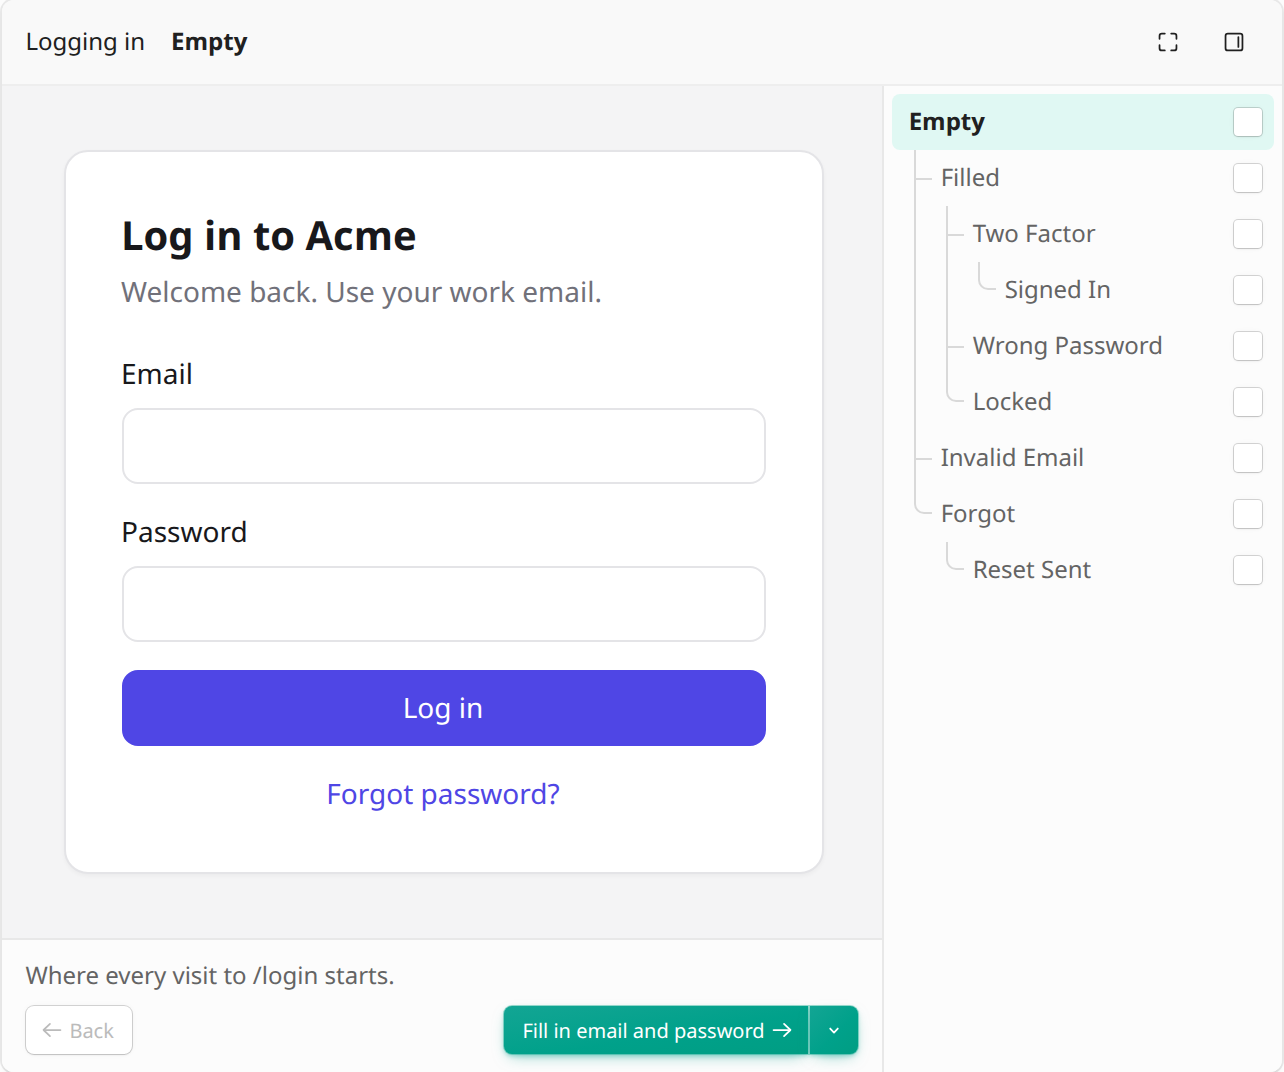 Logging in Empty
Log in to Acme
Welcome back. Use your work email.
Email
Password
Log in
Forgot password?
Where every visit to /login starts.
Back
Fill in email and password
Empty
Filled
Two Factor
Signed In
Wrong Password
Locked
Invalid Email
Forgot
Reset Sent